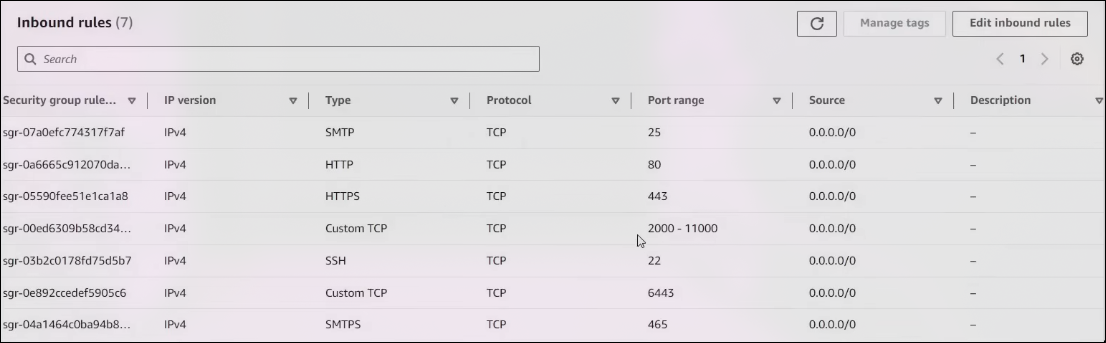 Inbound rules (7)
Manage tags
Edit inbound rules
Search
1
Security group rule... IP version Type Protocol Port range Source Description
sgr-07a0efc774317f7af IPv4 SMTP TCP 25 0.0.0.0/0 –
sgr-0a6665c912070da... IPv4 HTTP TCP 80 0.0.0.0/0 –
sgr-05590fee51e1ca1a8 IPv4 HTTPS TCP 443 0.0.0.0/0 –
sgr-00ed6309b58cd34... IPv4 Custom TCP TCP 2000 - 11000 0.0.0.0/0 –
sgr-03b2c0178fd75d5b7 IPv4 SSH TCP 22 0.0.0.0/0 –
sgr-0e892ccedef5905c6 IPv4 Custom TCP TCP 6443 0.0.0.0/0 –
sgr-04a1464c0ba94b8... IPv4 SMTPS TCP 465 0.0.0.0/0 –